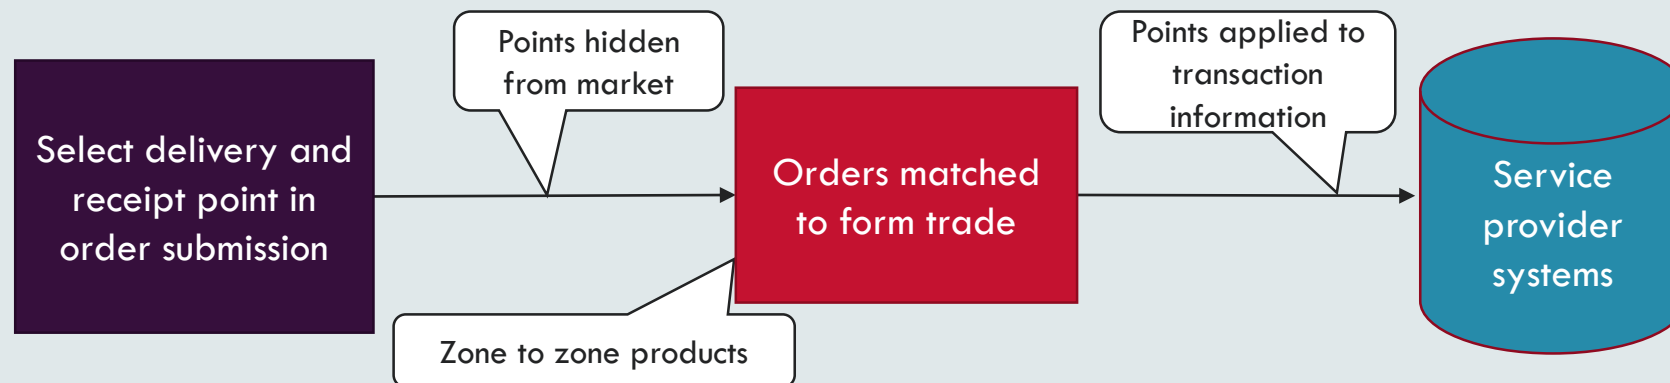 Select delivery and
receipt point in
order submission
Points hidden
from market
Orders matched
to form trade
Zone to zone products
Points applied to
transaction
information
Service
provider
systems